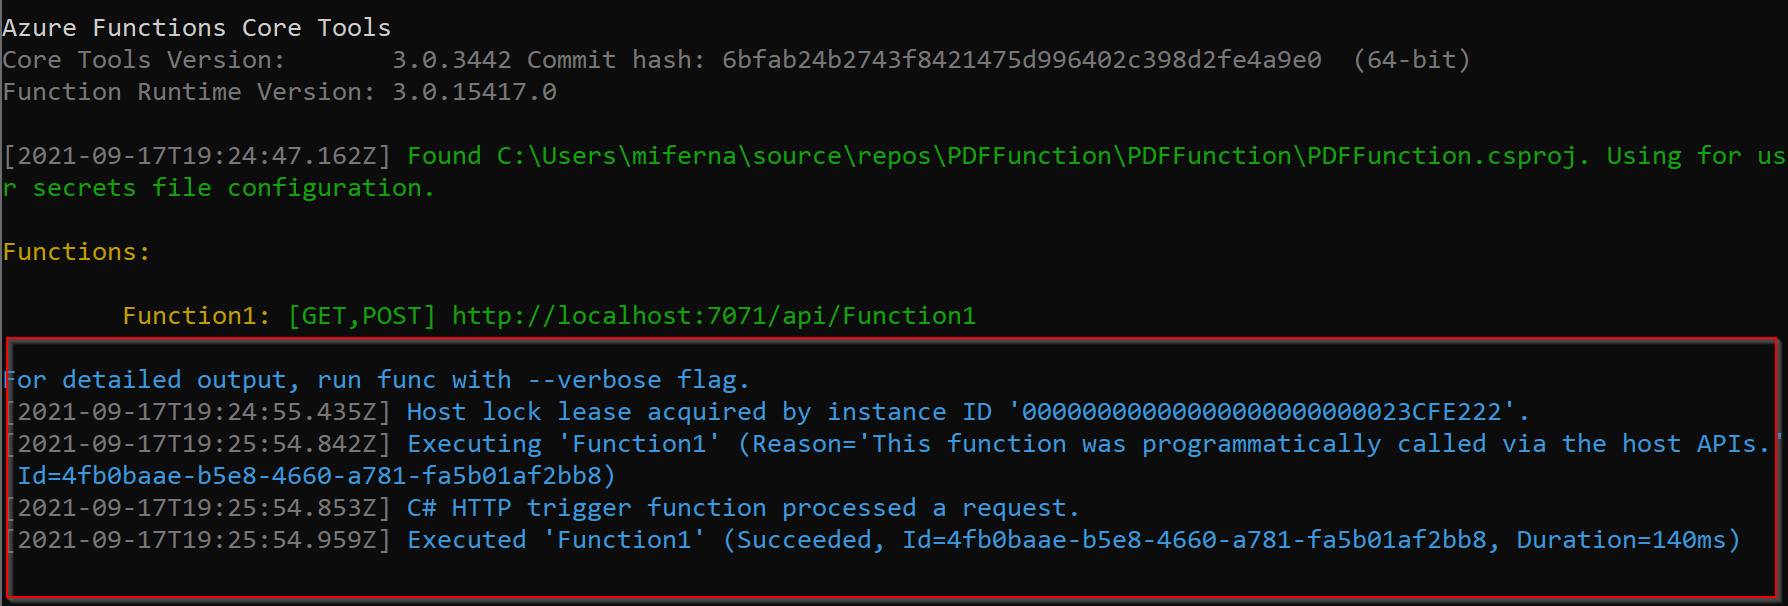 Azure Functions Core Tools
Core Tools Version:       3.0.3442 Commit hash: 6bfab24b2743f8421475d996402c398d2fe4a9e0  (64-bit)
Function Runtime Version: 3.0.15417.0
[2021-09-17T19:24:47.162Z] Found C:\Users\miferna\source\repos\PDFFunction\PDFFunction\PDFFunction.csproj. Using for us
r secrets file configuration.
Functions:
Function1: [GET,POST] http://localhost:7071/api/Function1
For detailed output, run func with --verbose flag.
[2021-09-17T19:24:55.435Z] Host lock lease acquired by instance ID '00000000000000000000000023CFE222'.
[2021-09-17T19:25:54.842Z] Executing 'Function1' (Reason='This function was programmatically called via the host APIs.'
Id=4fb0baae-b5e8-4660-a781-fa5b01af2bb8)
[2021-09-17T19:25:54.853Z] C# HTTP trigger function processed a request.
[2021-09-17T19:25:54.959Z] Executed 'Function1' (Succeeded, Id=4fb0baae-b5e8-4660-a781-fa5b01af2bb8, Duration=140ms)